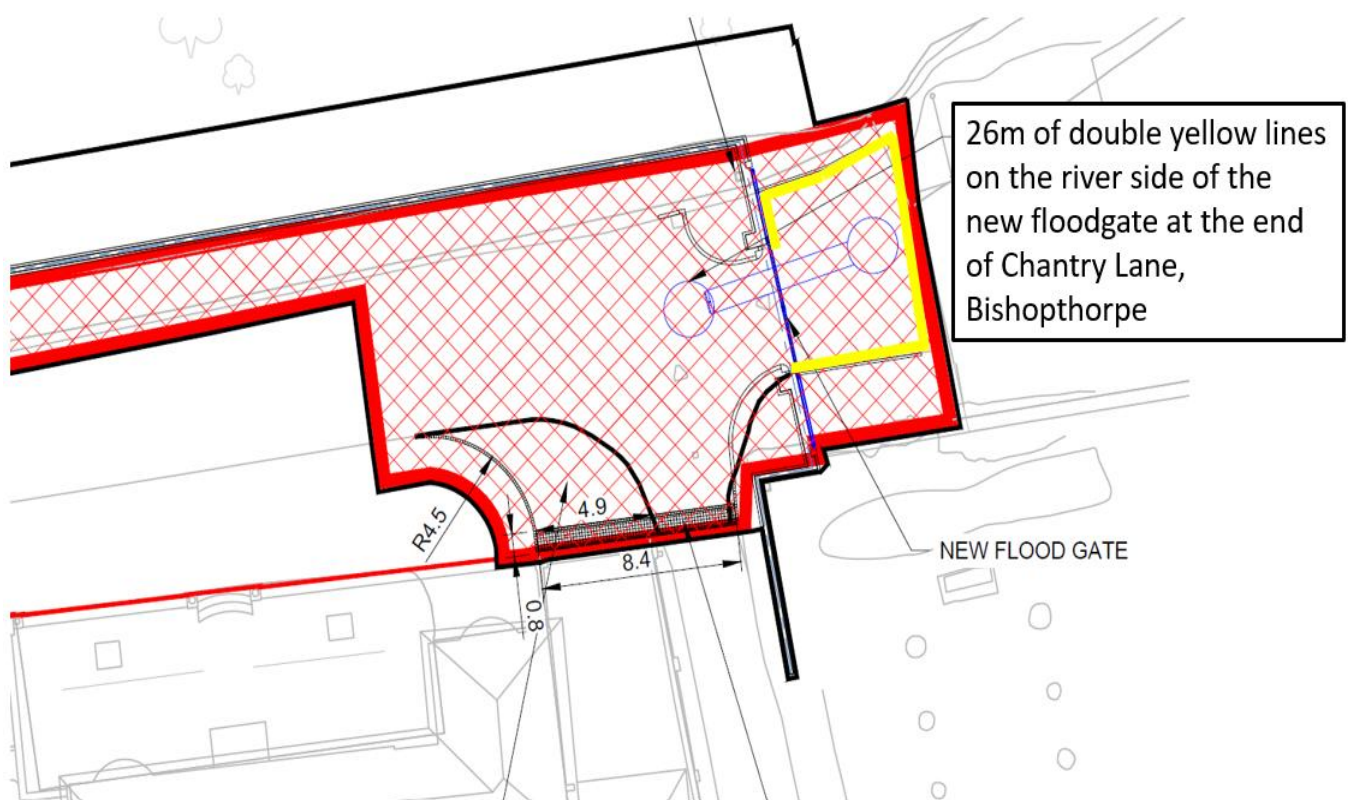 26m of double yellow lines
on the river side of the
new floodgate at the end
of Chantry Lane,
Bishopthorpe
R4.5
4.9
8.4
0.8
NEW FLOOD GATE